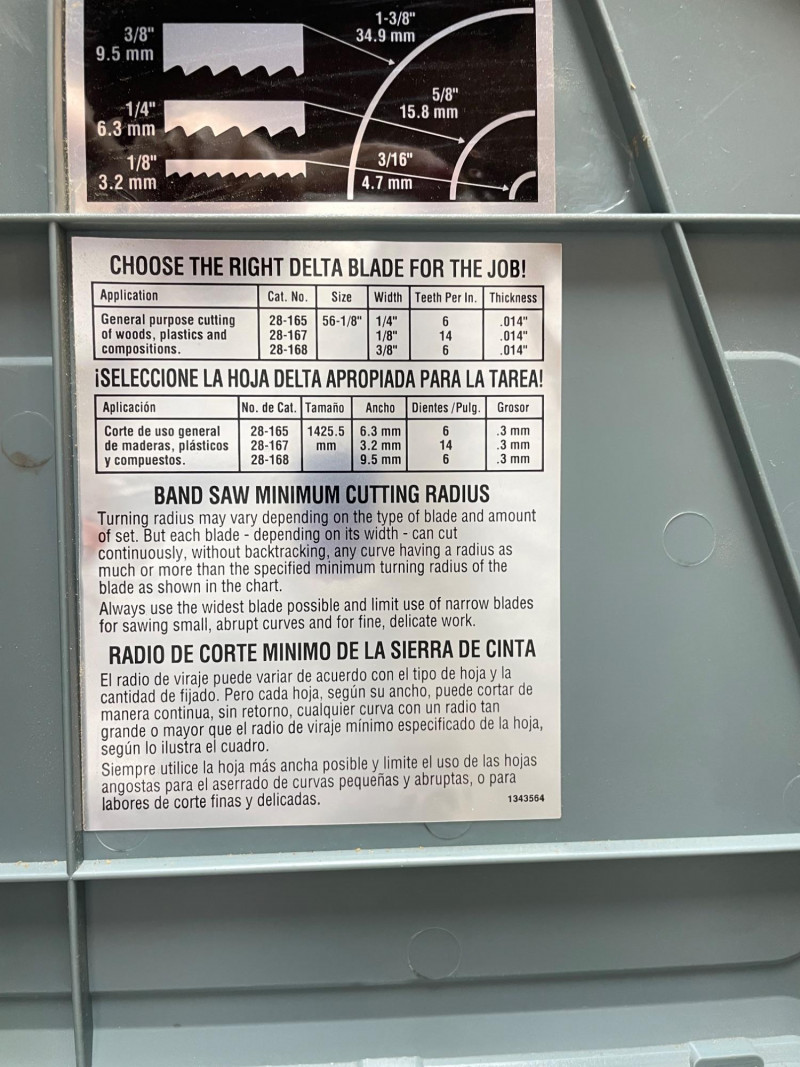 3/8" 1-3/8"
9.5 mm 34.9 mm
1/4" 5/8"
6.3 mm 15.8 mm
1/8" 3/16"
3.2 mm 4.7 mm
CHOOSE THE RIGHT DELTA BLADE FOR THE JOB!
Application Cat. No. Size Width Teeth Per In. Thickness
General purpose cutting 28-165 56-1/8" 1/4" 6 .014"
of woods, plastics and 28-167 1/8" 14 .014"
compositions. 28-168 3/8" 6 .014"
¡SELECCIONE LA HOJA DELTA APROPIADA PARA LA TAREA!
Aplicación No. de Cat. Tamaño Ancho Dientes /Pulg. Grosor
Corte de uso general 28-165 1425.5 6.3 mm 6 .3 mm
de maderas, plásticos 28-167 mm 3.2 mm 14 .3 mm
y compuestos. 28-168 9.5 mm 6 .3 mm
BAND SAW MINIMUM CUTTING RADIUS
Turning radius may vary depending on the type of blade and amount
of set. But each blade - depending on its width - can cut
continuously, without backtracking, any curve having a radius as
much or more than the specified minimum turning radius of the
blade as shown in the chart.
Always use the widest blade possible and limit use of narrow blades
for sawing small, abrupt curves and for fine, delicate work.
RADIO DE CORTE MINIMO DE LA SIERRA DE CINTA
El radio de viraje puede variar de acuerdo con el tipo de hoja y la
cantidad de fijado. Pero cada hoja, según su ancho, puede cortar de
manera continua, sin retorno, cualquier curva con un radio tan
grande o mayor que el radio de viraje mínimo especificado de la hoja,
según lo ilustra el cuadro.
Siempre utilice la hoja más ancha posible y limite el uso de las hojas
angostas para el aserrado de curvas pequeñas y abruptas, o para
labores de corte finas y delicadas.
1343564